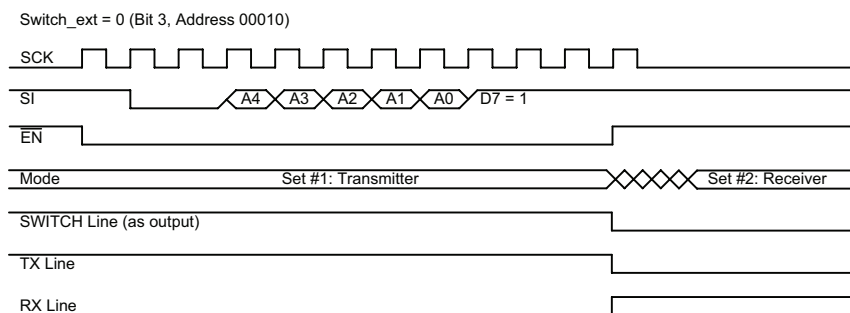 Switch_ext = 0 (Bit 3, Address 00010)
SCK
SI A4 A3 A2 A1 A0 D7 = 1
EN
Mode Set #1: Transmitter Set #2: Receiver
SWITCH Line (as output)
TX Line
RX Line